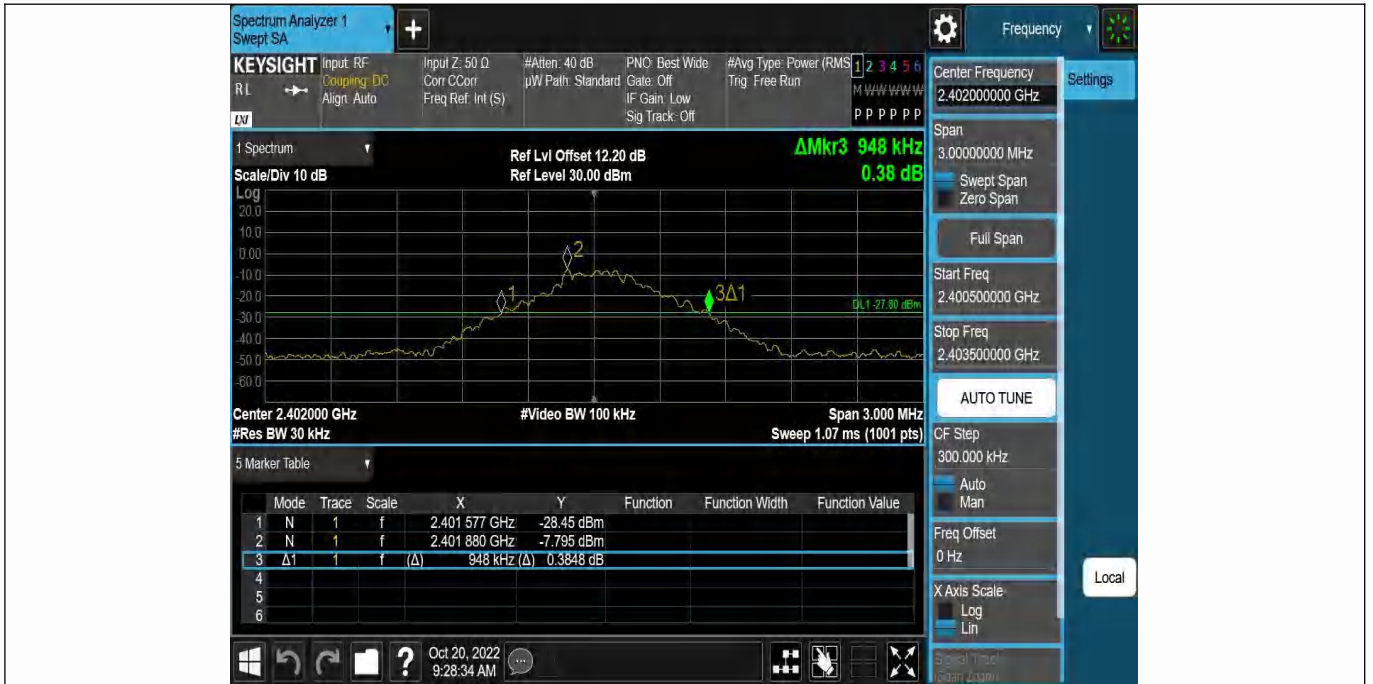 Spectrum Analyzer 1
Swept SA
+
Frequency
KEYSIGHT
RL
LXI
Input: RF
Coupling: DC
Align: Auto
Input Z: 50 Ω
Corr CCorr
Freq Ref: Int (S)
#Atten: 40 dB
µW Path: Standard
PNO: Best Wide
Gate: Off
IF Gain: Low
Sig Track: Off
#Avg Type: Power (RMS
Trig: Free Run
1 2 3 4 5 6
M W W W W W
P P P P P P
1 Spectrum
Scale/Div 10 dB
Ref Lvl Offset 12.20 dB
Ref Level 30.00 dBm
ΔMkr3 948 kHz
0.38 dB
Log
20.0
10.0
0.00
-10.0
-20.0
-30.0
-40.0
-50.0
-60.0
1
2
3Δ1
DL1 -27.80 dBm
Center 2.402000 GHz
#Res BW 30 kHz
#Video BW 100 kHz
Span 3.000 MHz
Sweep 1.07 ms (1001 pts)
5 Marker Table
Mode Trace Scale X Y Function Function Width Function Value
1 N 1 f 2.401 577 GHz -28.45 dBm
2 N 1 f 2.401 880 GHz -7.795 dBm
3 Δ1 1 f (Δ) 948 kHz (Δ) 0.3848 dB
4
5
6
?
Oct 20, 2022
9:28:34 AM
Center Frequency
2.402000000 GHz
Settings
Span
3.00000000 MHz
Swept Span
Zero Span
Full Span
Start Freq
2.400500000 GHz
Stop Freq
2.403500000 GHz
AUTO TUNE
CF Step
300.000 kHz
Auto
Man
Freq Offset
0 Hz
X Axis Scale
Log
Lin
Signal Track
(Span Zoom)
Local